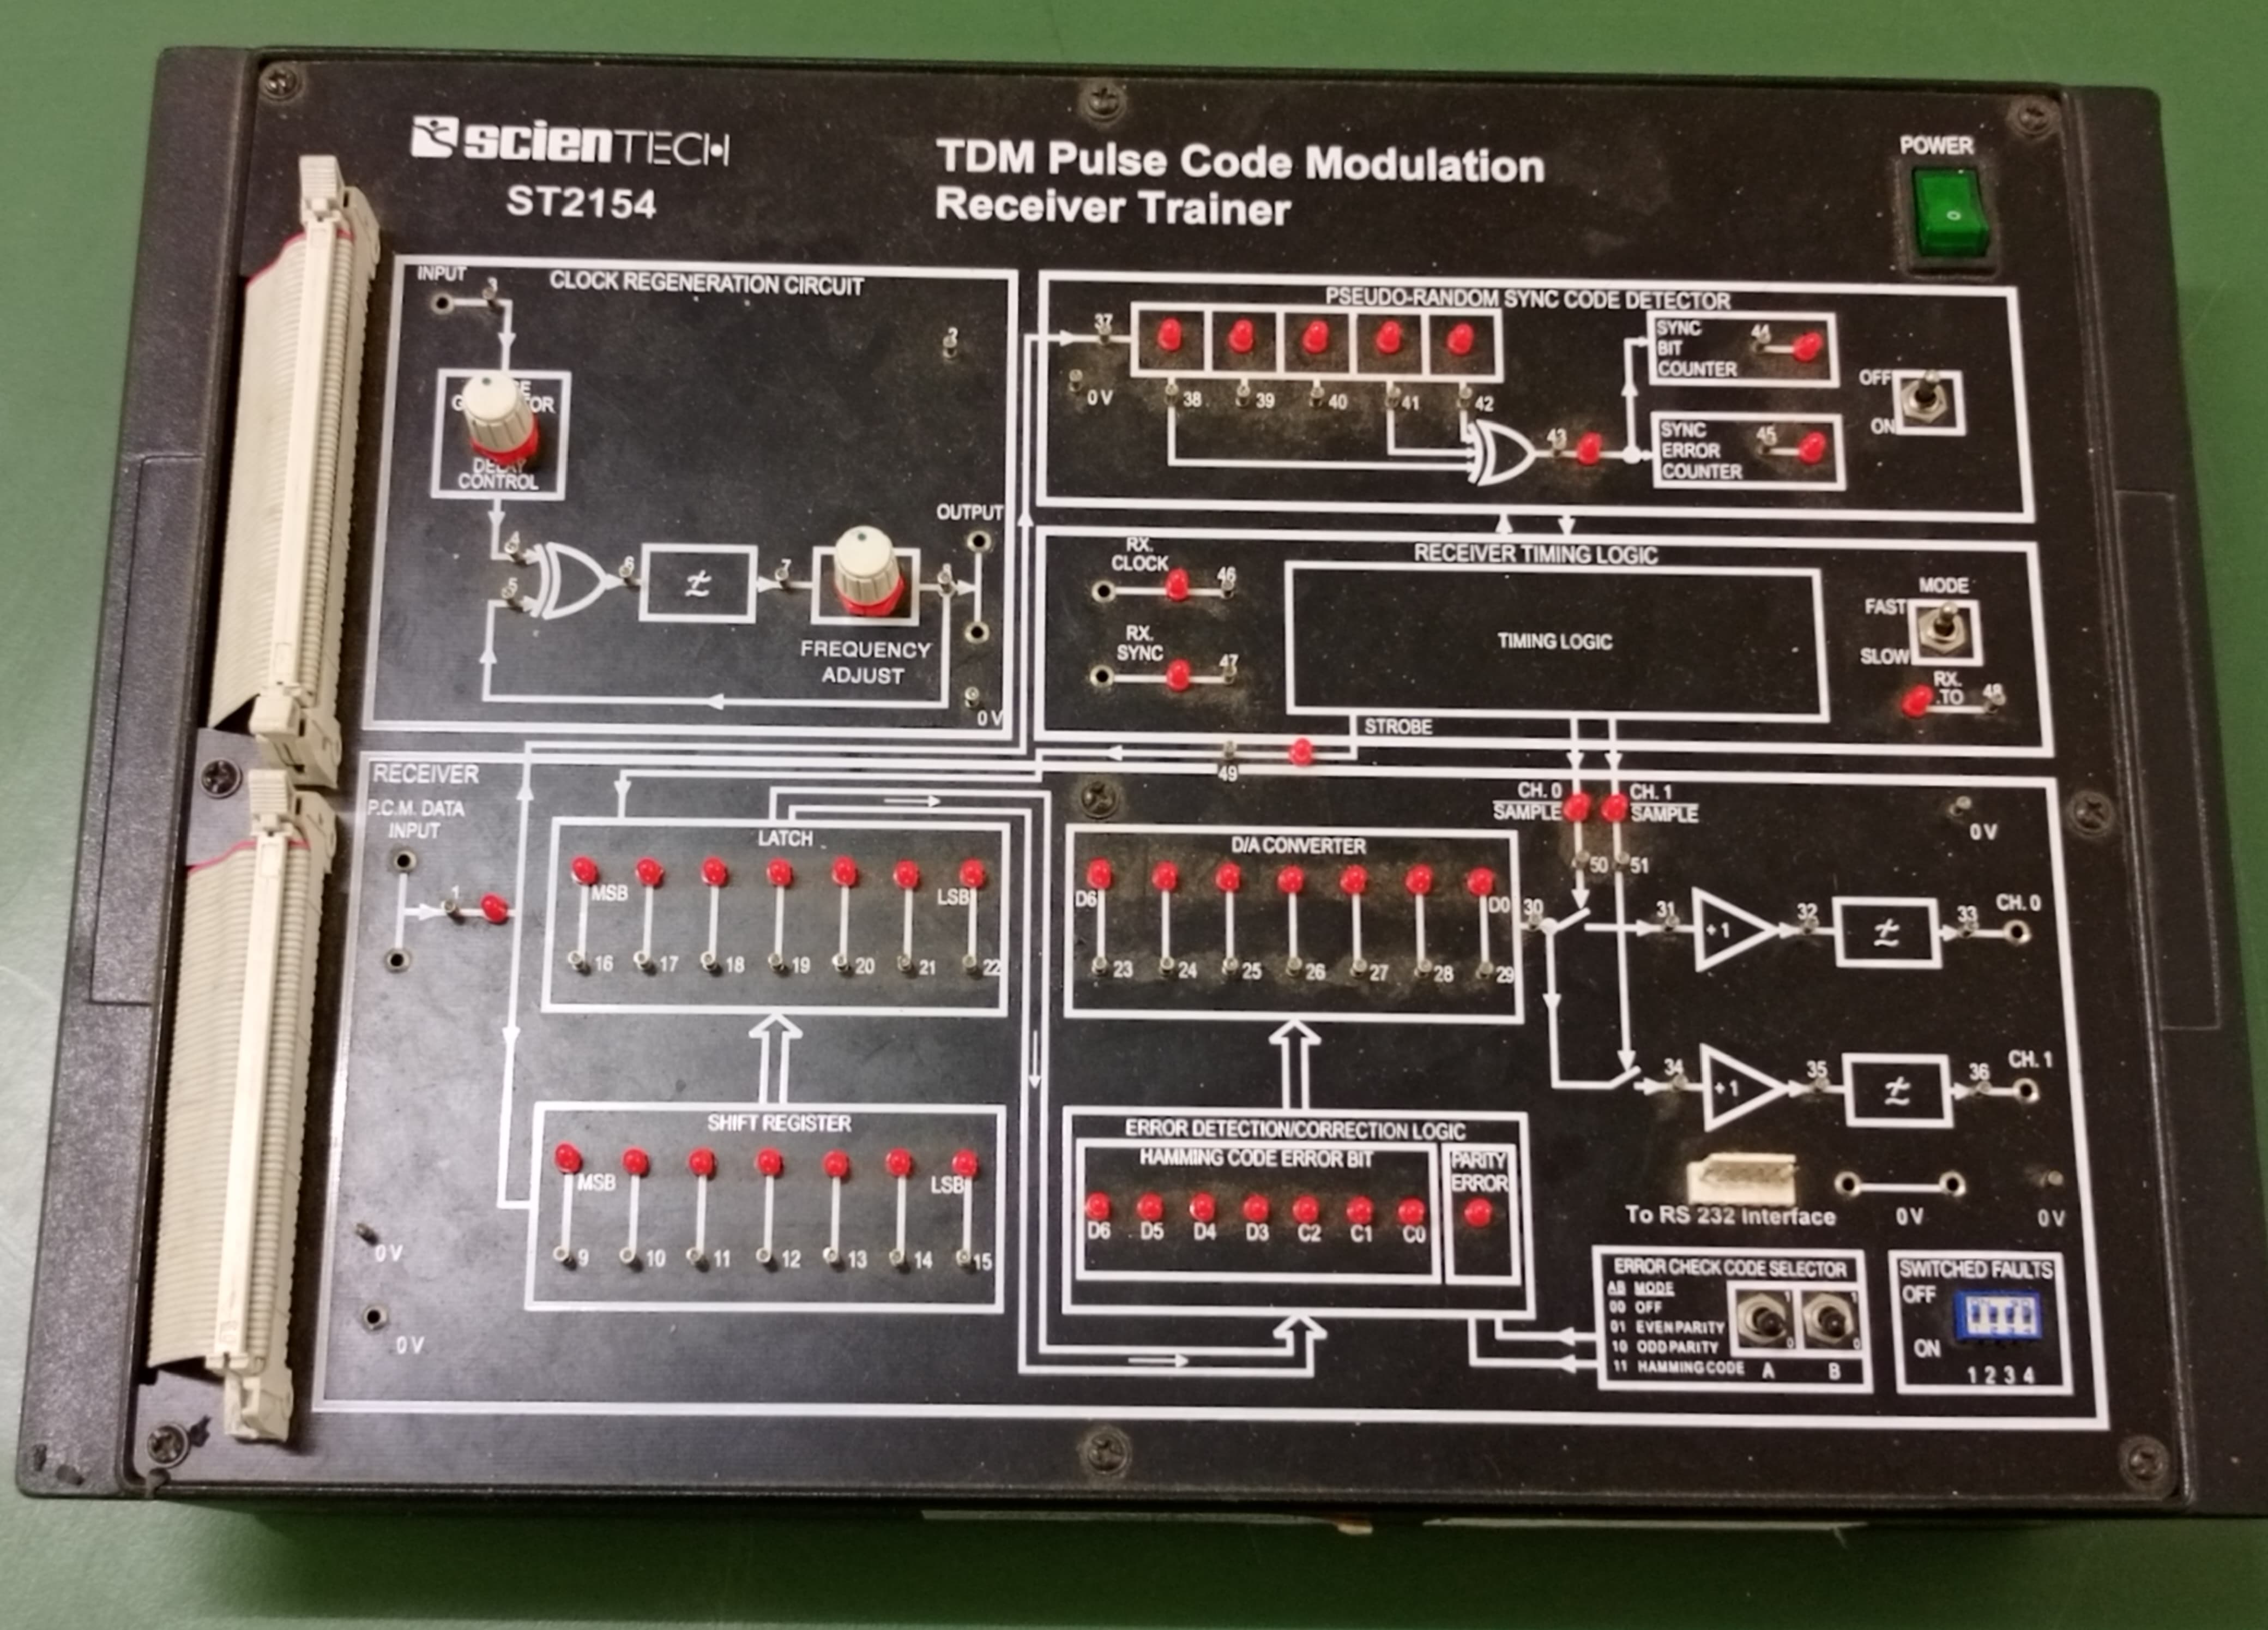 scienTECH
ST2154
TDM Pulse Code Modulation
Receiver Trainer
POWER
INPUT
3
CLOCK REGENERATION CIRCUIT
2
DELAY
CONTROL
4
5
6
7
8
OUTPUT
FREQUENCY
ADJUST
0 V
PSEUDO-RANDOM SYNC CODE DETECTOR
37
0 V
38
39
40
41
42
43
SYNC
BIT
COUNTER
44
SYNC
ERROR
COUNTER
45
OFF
ON
RECEIVER TIMING LOGIC
RX.
CLOCK
46
RX.
SYNC
47
TIMING LOGIC
MODE
FAST
SLOW
RX.
.TO
48
STROBE
49
RECEIVER
P.C.M. DATA
INPUT
1
LATCH
MSB
LSB
16
17
18
19
20
21
22
D/A CONVERTER
D6
D0
23
24
25
26
27
28
29
CH. 0
SAMPLE
CH. 1
SAMPLE
50
51
0 V
30
31
+1
32
33
CH. 0
34
+1
35
36
CH. 1
SHIFT REGISTER
MSB
LSB
9
10
11
12
13
14
15
0 V
0 V
ERROR DETECTION/CORRECTION LOGIC
HAMMING CODE ERROR BIT
PARITY
ERROR
D6
D5
D4
D3
C2
C1
C0
To RS 232 Interface
0 V
0 V
ERROR CHECK CODE SELECTOR
AB MODE
00 OFF
01 EVEN PARITY
10 ODD PARITY
11 HAMMING CODE
1
0
1
0
A
B
SWITCHED FAULTS
OFF
ON
1 2 3 4